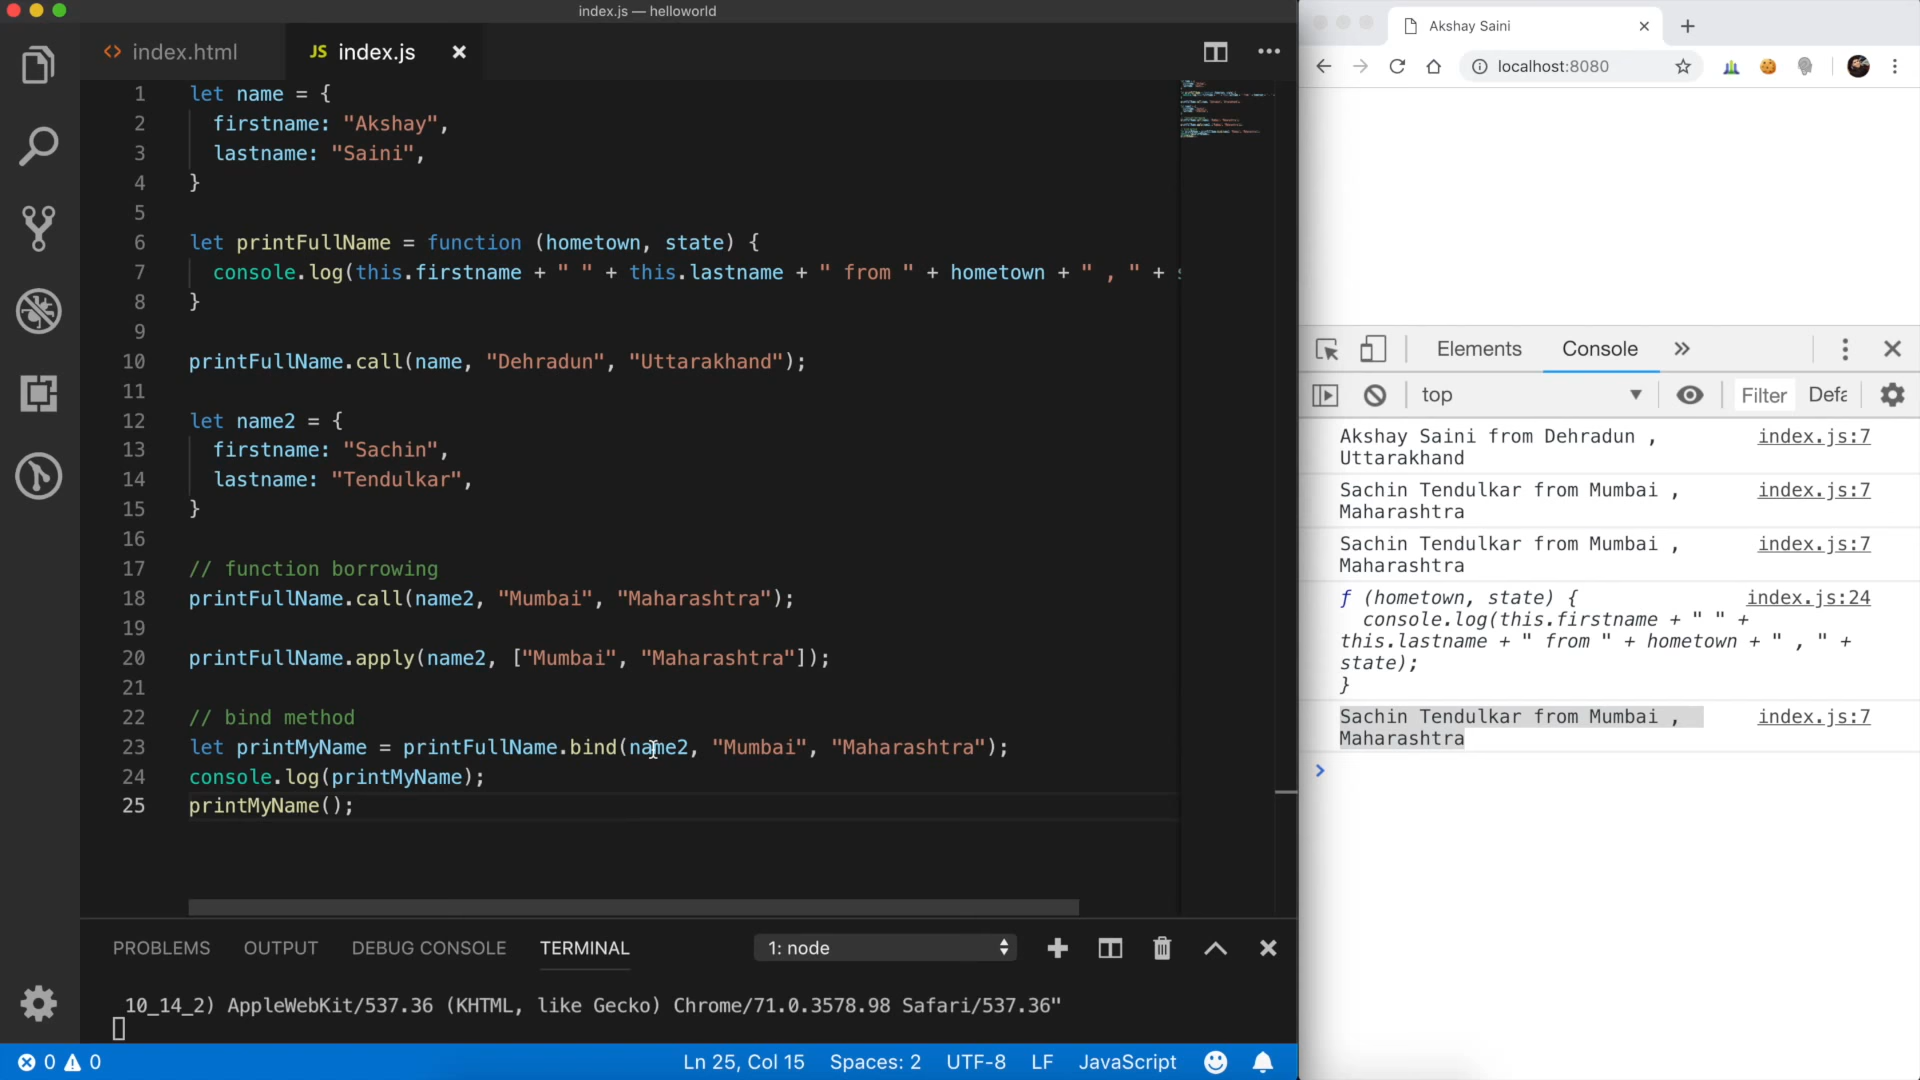 index.js — helloworld
index.html
JS index.js
1 let name = {
2 firstname: "Akshay",
3 lastname: "Saini",
4 }
5
6 let printFullName = function (hometown, state) {
7 console.log(this.firstname + " " + this.lastname + " from " + hometown + " , " +
8 }
9
10 printFullName.call(name, "Dehradun", "Uttarakhand");
11
12 let name2 = {
13 firstname: "Sachin",
14 lastname: "Tendulkar",
15 }
16
17 // function borrowing
18 printFullName.call(name2, "Mumbai", "Maharashtra");
19
20 printFullName.apply(name2, ["Mumbai", "Maharashtra"]);
21
22 // bind method
23 let printMyName = printFullName.bind(name2, "Mumbai", "Maharashtra");
24 console.log(printMyName);
25 printMyName();
PROBLEMS OUTPUT DEBUG CONSOLE TERMINAL 1: node
10_14_2) AppleWebKit/537.36 (KHTML, like Gecko) Chrome/71.0.3578.98 Safari/537.36"
0 0 Ln 25, Col 15 Spaces: 2 UTF-8 LF JavaScript
Akshay Saini
localhost:8080
Elements Console
top Filter Defa
Akshay Saini from Dehradun , index.js:7
Uttarakhand
Sachin Tendulkar from Mumbai , index.js:7
Maharashtra
Sachin Tendulkar from Mumbai , index.js:7
Maharashtra
ƒ (hometown, state) { index.js:24
console.log(this.firstname + " " +
this.lastname + " from " + hometown + " , " +
state);
}
Sachin Tendulkar from Mumbai , index.js:7
Maharashtra